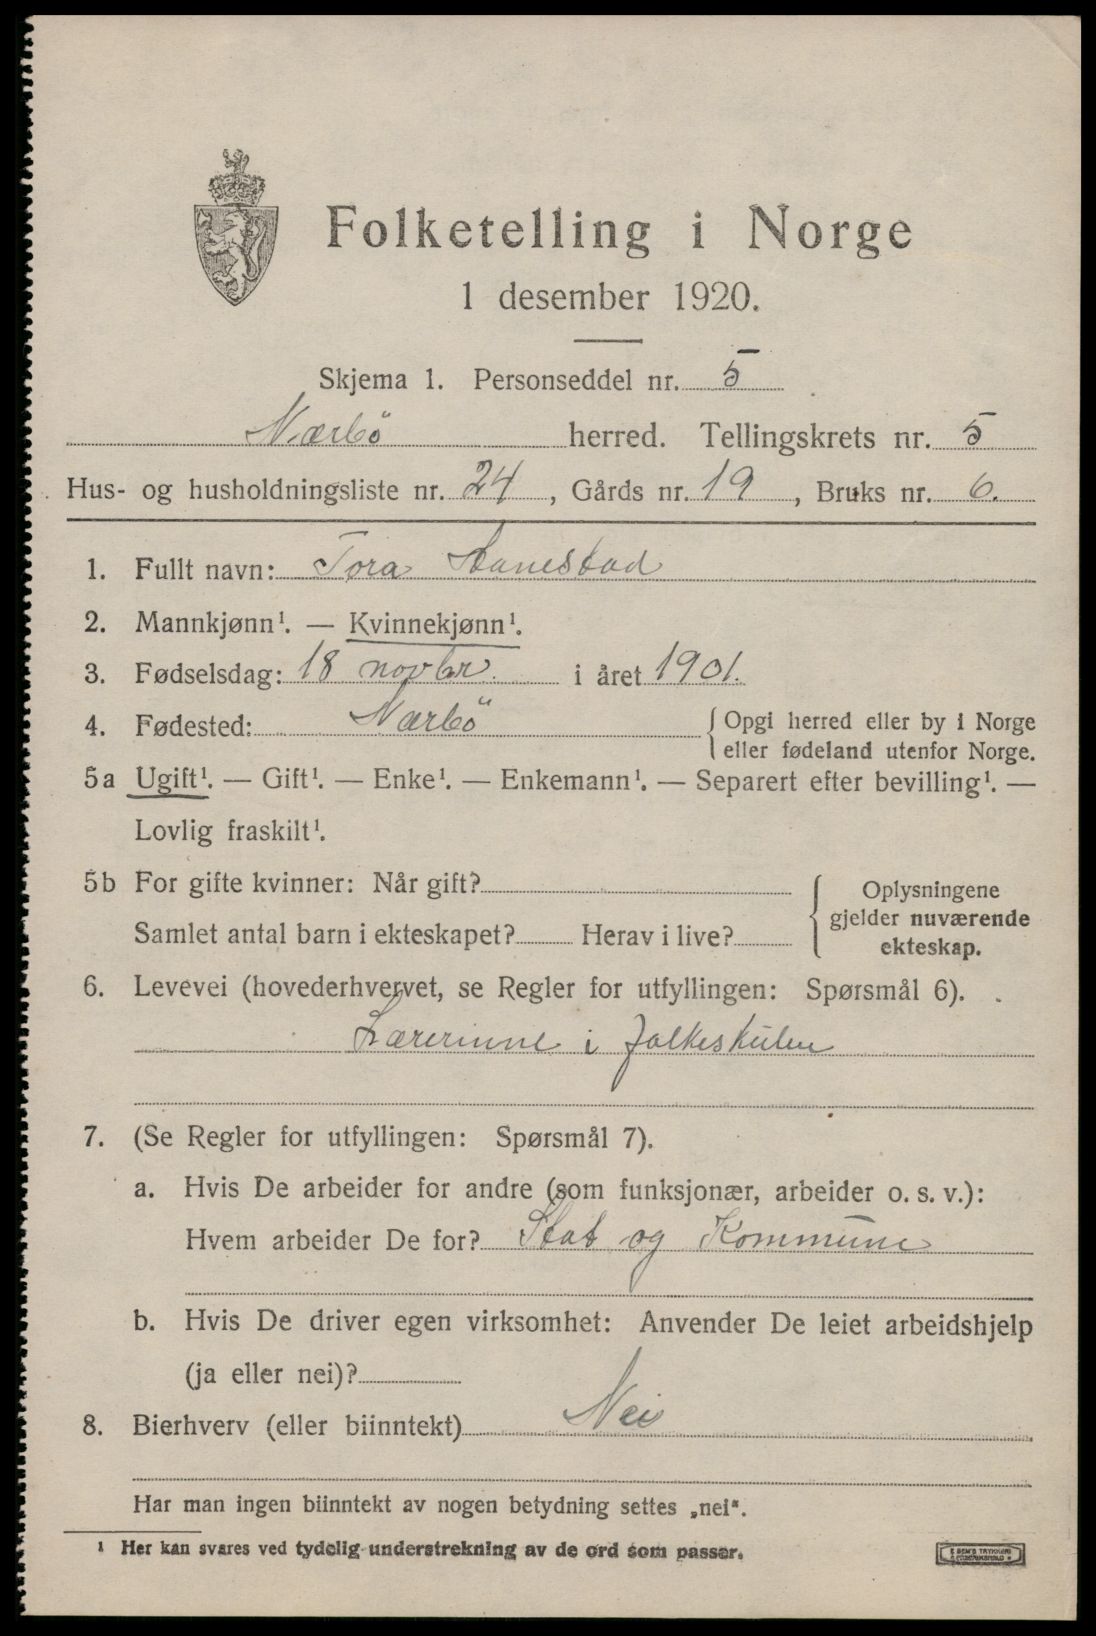 Folketelling i Norge
1 desember 1920.
Skjema 1. Personseddel nr. 5
Nærbö herred. Tellingskrets nr. 5
Hus- og husholdningsliste nr. 24, Gårds nr. 19, Bruks nr. 6.
1. Fullt navn: Tora Hanestad
2. Mannkjønn¹. — Kvinnekjønn¹.
3. Fødselsdag: 18 novbr. i året 1901.
4. Fødested: Nærbö { Opgi herred eller by i Norge
eller fødeland utenfor Norge.
5a Ugift¹. — Gift¹. — Enke¹. — Enkemann¹. — Separert efter bevilling¹. —
Lovlig fraskilt¹.
5b For gifte kvinner: Når gift? { Oplysningene
gjelder nuværende
Samlet antal barn i ekteskapet? Herav i live?
ekteskap.
6. Levevei (hovederhvervet, se Regler for utfyllingen: Spørsmål 6).
Lærerinne i folkeskulen
7. (Se Regler for utfyllingen: Spørsmål 7).
a. Hvis De arbeider for andre (som funksjonær, arbeider o. s. v.):
Hvem arbeider De for? Stat og Kommune
b. Hvis De driver egen virksomhet: Anvender De leiet arbeidshjelp
(ja eller nei)?
8. Bierhverv (eller biinntekt) Nei
Har man ingen biinntekt av nogen betydning settes „nei“.
¹ Her kan svares ved tydelig understrekning av de ord som passer.